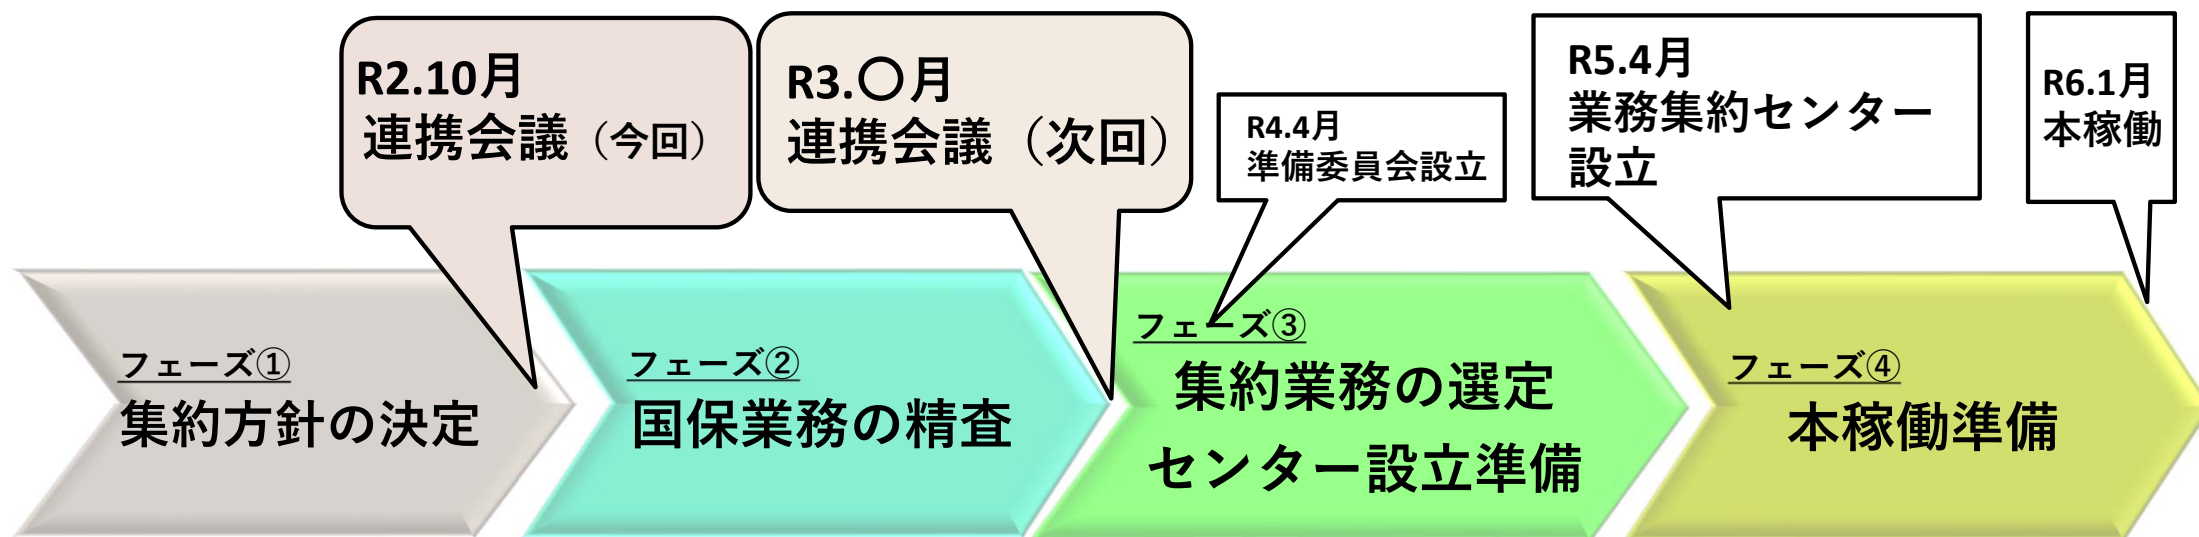 R2.10月
連携会議（今回）
R3.〇月
連携会議（次回）
R4.4月
準備委員会設立
R5.4月
業務集約センター
設立
R6.1月
本稼働
フェーズ①
集約方針の決定
フェーズ②
国保業務の精査
フェーズ③
集約業務の選定
センター設立準備
フェーズ④
本稼働準備